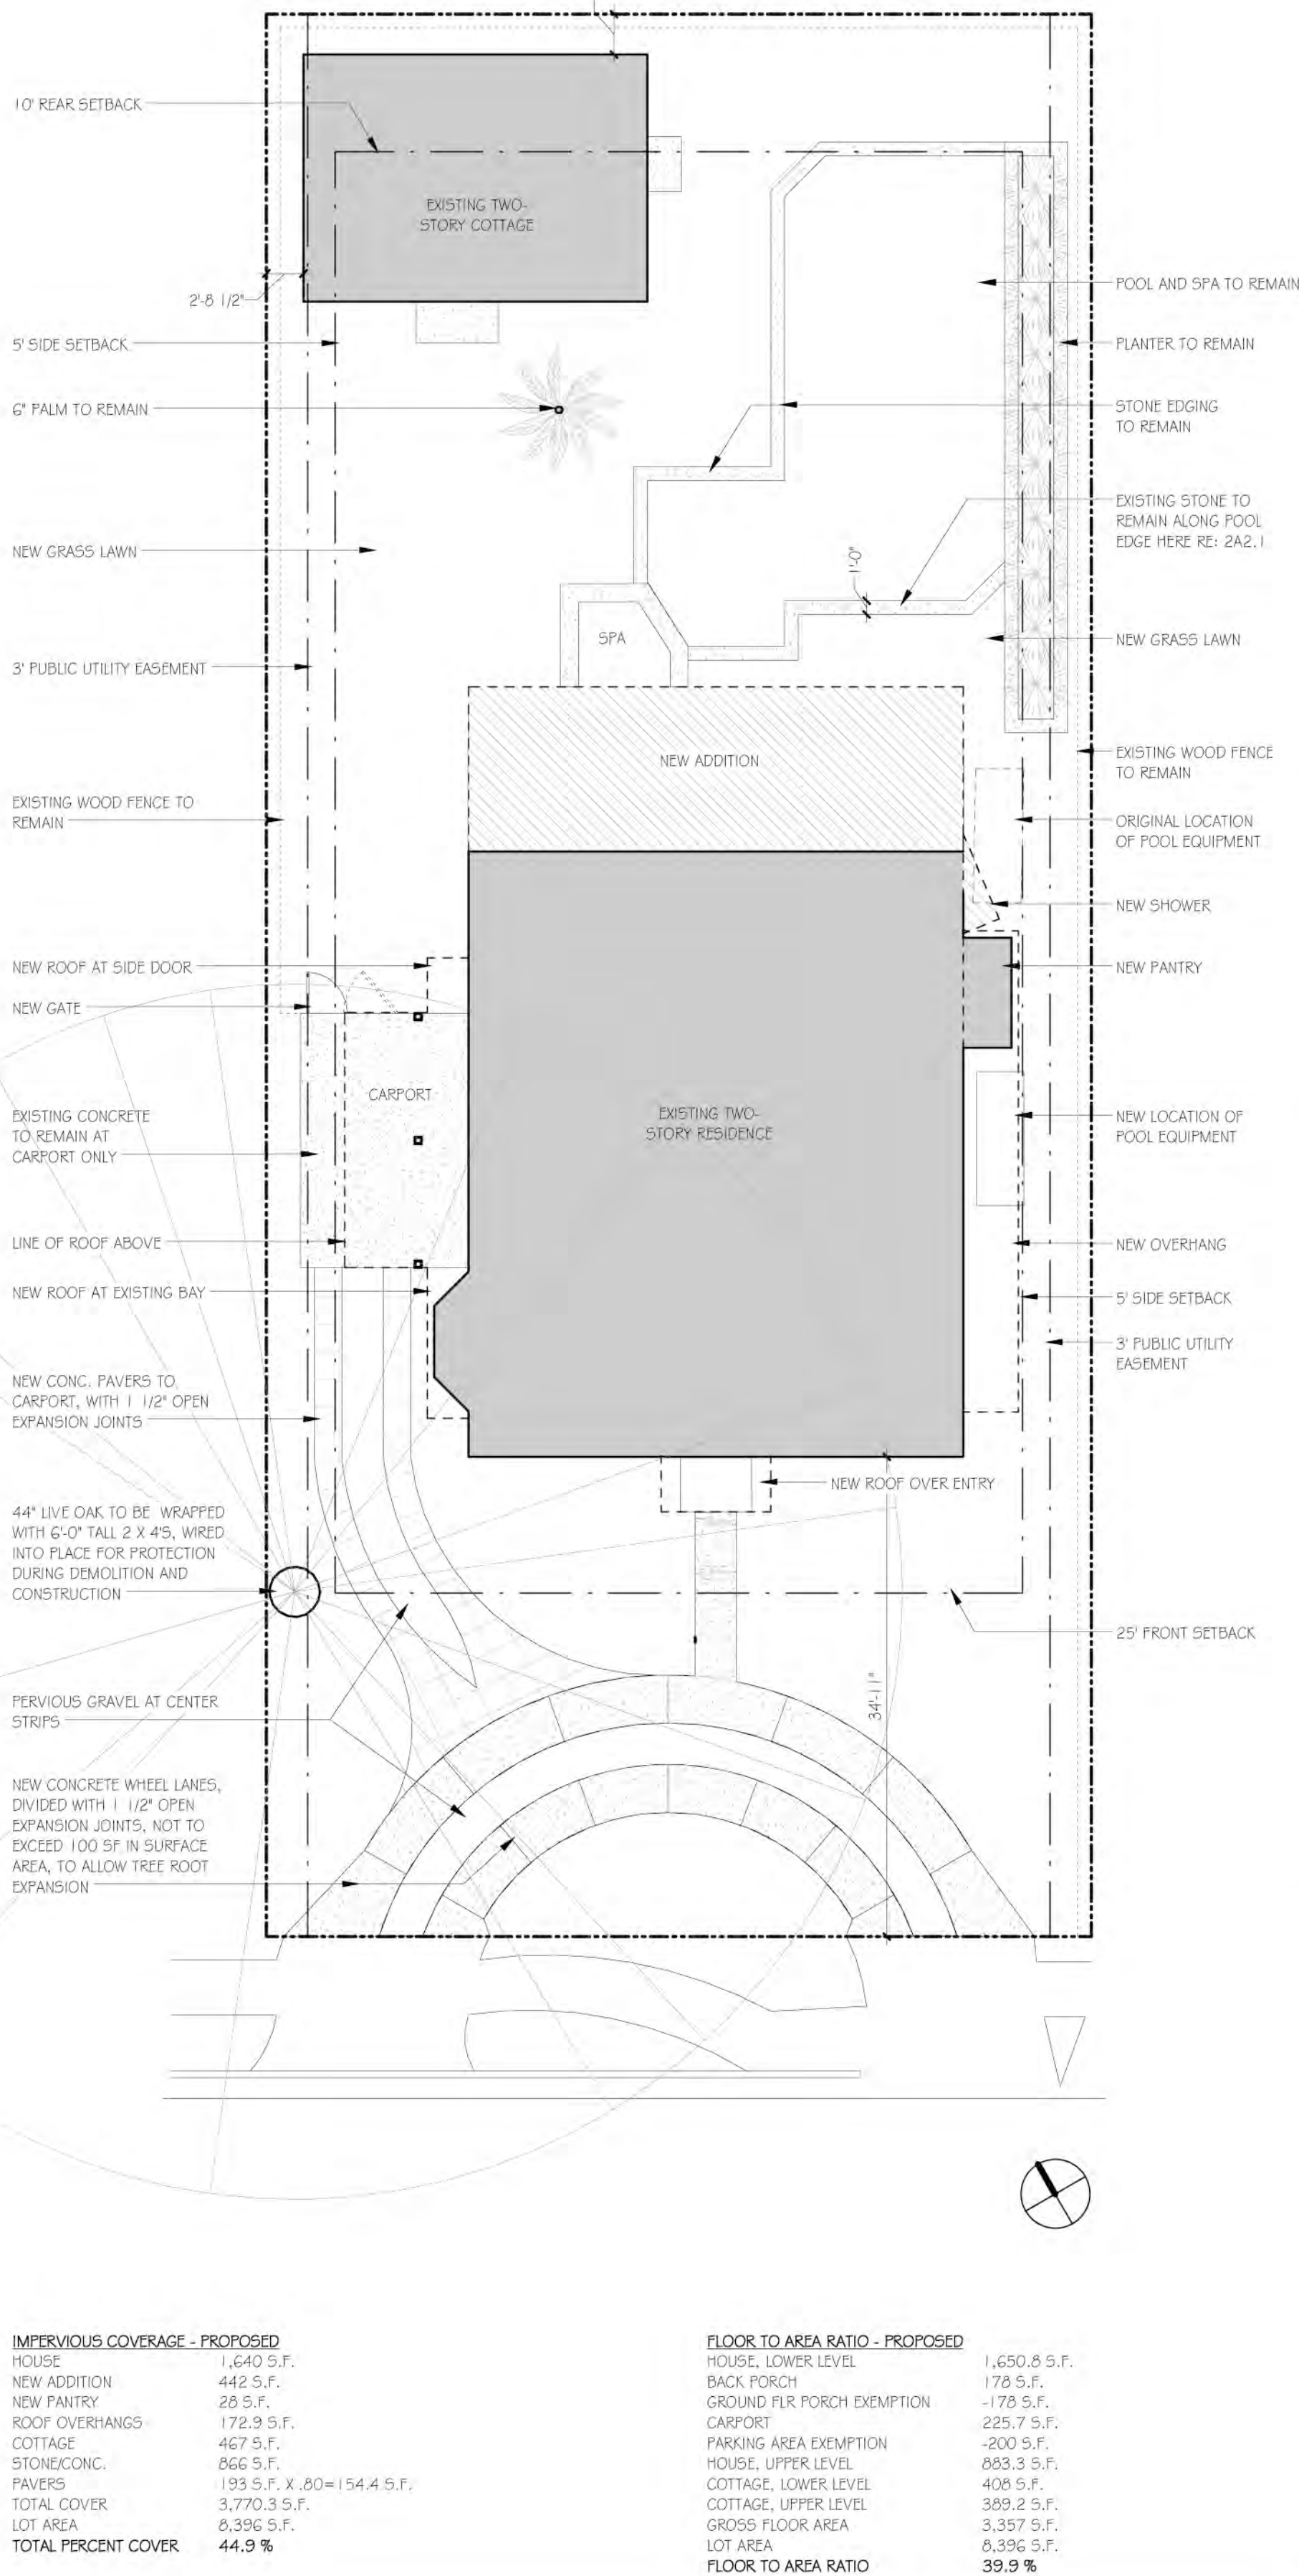 10' REAR SETBACK
EXISTING TWO-
STORY COTTAGE
2'-8 1/2"
5' SIDE SETBACK
6" PALM TO REMAIN
NEW GRASS LAWN
3' PUBLIC UTILITY EASEMENT
EXISTING WOOD FENCE TO
REMAIN
NEW ROOF AT SIDE DOOR
NEW GATE
EXISTING CONCRETE
TO REMAIN AT
CARPORT ONLY
LINE OF ROOF ABOVE
NEW ROOF AT EXISTING BAY
NEW CONC. PAVERS TO
CARPORT, WITH 1 1/2" OPEN
EXPANSION JOINTS
44" LIVE OAK TO BE WRAPPED
WITH 6'-0" TALL 2 X 4'S, WIRED
INTO PLACE FOR PROTECTION
DURING DEMOLITION AND
CONSTRUCTION
PERVIOUS GRAVEL AT CENTER
STRIPS
NEW CONCRETE WHEEL LANES,
DIVIDED WITH 1 1/2" OPEN
EXPANSION JOINTS, NOT TO
EXCEED 100 SF IN SURFACE
AREA, TO ALLOW TREE ROOT
EXPANSION
SPA
1'-0"
NEW ADDITION
CARPORT
EXISTING TWO-
STORY RESIDENCE
NEW ROOF OVER ENTRY
34'-11"
POOL AND SPA TO REMAIN
PLANTER TO REMAIN
STONE EDGING
TO REMAIN
EXISTING STONE TO
REMAIN ALONG POOL
EDGE HERE RE: 2A2.1
NEW GRASS LAWN
EXISTING WOOD FENCE
TO REMAIN
ORIGINAL LOCATION
OF POOL EQUIPMENT
NEW SHOWER
NEW PANTRY
NEW LOCATION OF
POOL EQUIPMENT
NEW OVERHANG
5' SIDE SETBACK
3' PUBLIC UTILITY
EASEMENT
25' FRONT SETBACK
IMPERVIOUS COVERAGE - PROPOSED
HOUSE 1,640 S.F.
NEW ADDITION 442 S.F.
NEW PANTRY 28 S.F.
ROOF OVERHANGS 172.9 S.F.
COTTAGE 467 S.F.
STONE/CONC. 866 S.F.
PAVERS 193 S.F. X .80=154.4 S.F.
TOTAL COVER 3,770.3 S.F.
LOT AREA 8,396 S.F.
TOTAL PERCENT COVER 44.9 %
FLOOR TO AREA RATIO - PROPOSED
HOUSE, LOWER LEVEL 1,650.8 S.F.
BACK PORCH 178 S.F.
GROUND FLR PORCH EXEMPTION -178 S.F.
CARPORT 225.7 S.F.
PARKING AREA EXEMPTION -200 S.F.
HOUSE, UPPER LEVEL 883.3 S.F.
COTTAGE, LOWER LEVEL 408 S.F.
COTTAGE, UPPER LEVEL 389.2 S.F.
GROSS FLOOR AREA 3,357 S.F.
LOT AREA 8,396 S.F.
FLOOR TO AREA RATIO 39.9 %